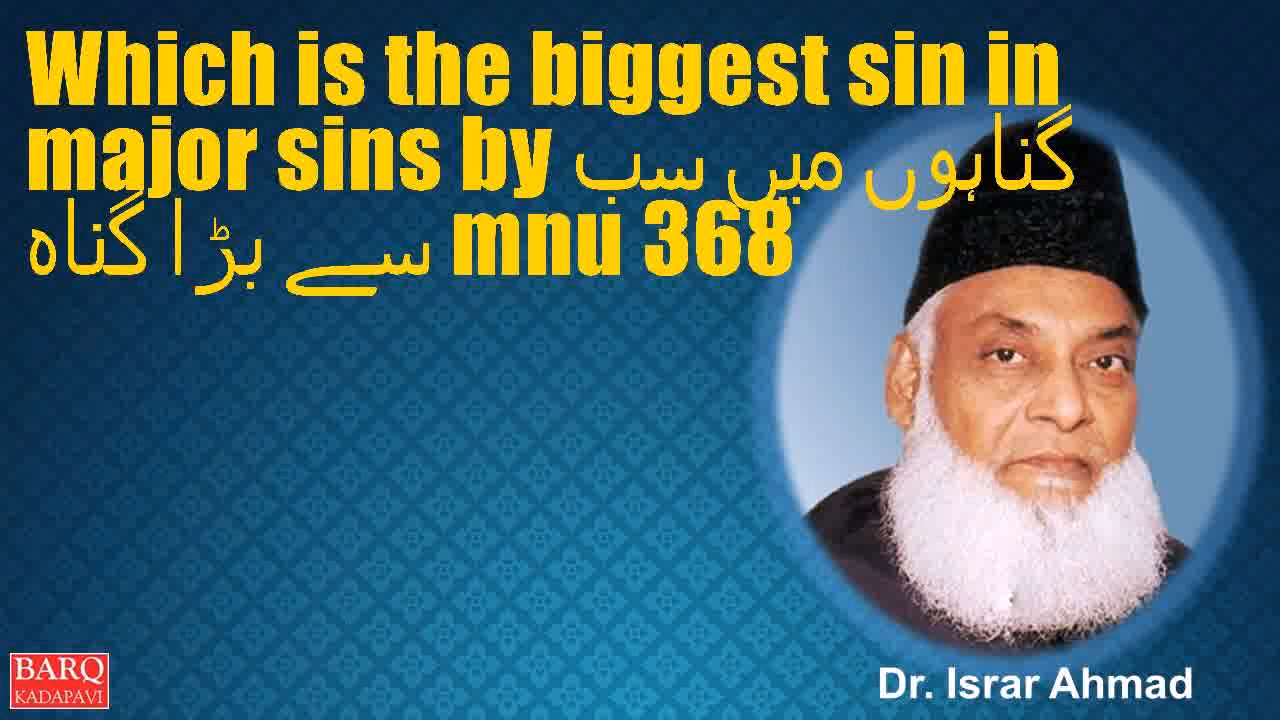 Which is the biggest sin in
major sins by گناہوں میں سب
سے بڑا گناہ mnu 368
Dr. Israr Ahmad
BARQ
KADAPAVI